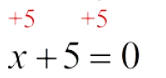 +5 +5
x + 5 = 0